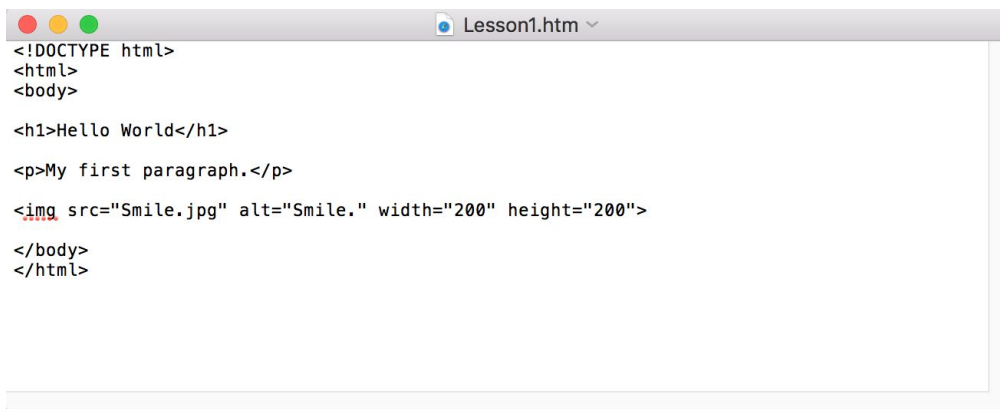 Lesson1.htm
<!DOCTYPE html>
<html>
<body>
<h1>Hello World</h1>
<p>My first paragraph.</p>
<img src="Smile.jpg" alt="Smile." width="200" height="200">
</body>
</html>